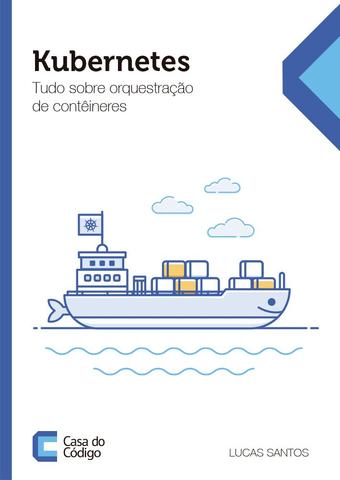 Kubernetes
Tudo sobre orquestração
de contêineres
Casa do
Código
LUCAS SANTOS